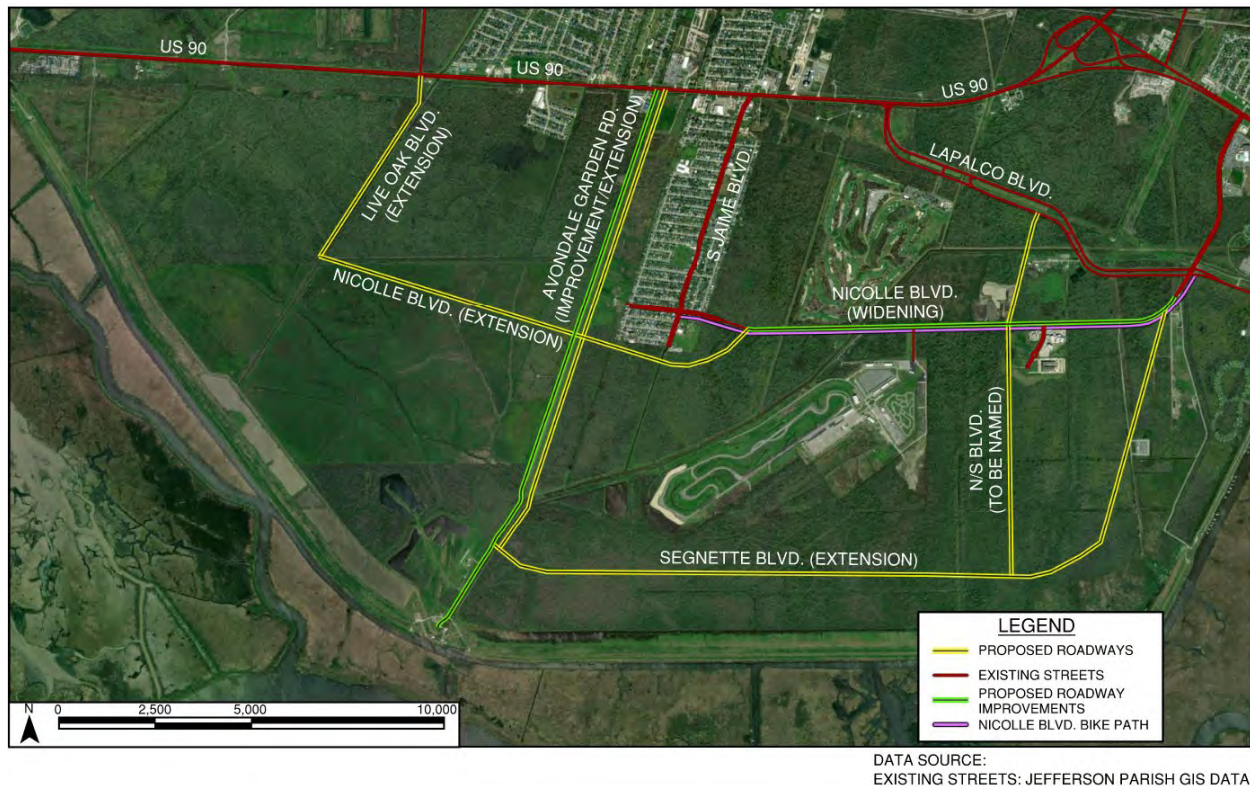 US 90
US 90
US 90
LIVE OAK BLVD.
(EXTENSION)
AVONDALE GARDEN RD.
(IMPROVEMENT/EXTENSION)
S JAIME BLVD.
LAPALCO BLVD.
NICOLLE BLVD. (EXTENSION)
NICOLLE BLVD.
(WIDENING)
N/S BLVD.
(TO BE NAMED)
SEGNETTE BLVD. (EXTENSION)
LEGEND
PROPOSED ROADWAYS
EXISTING STREETS
PROPOSED ROADWAY
IMPROVEMENTS
NICOLLE BLVD. BIKE PATH
N
0 2,500 5,000 10,000
DATA SOURCE:
EXISTING STREETS: JEFFERSON PARISH GIS DATA